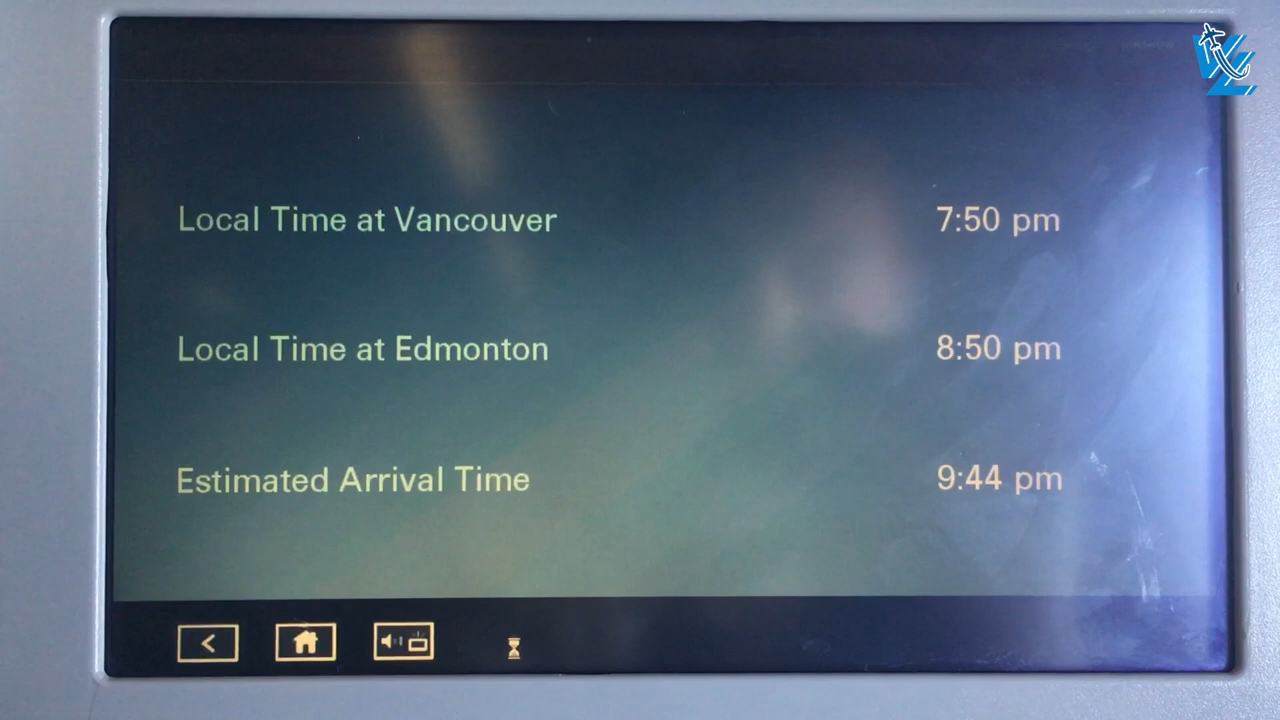 Local Time at Vancouver 7:50 pm
Local Time at Edmonton 8:50 pm
Estimated Arrival Time 9:44 pm